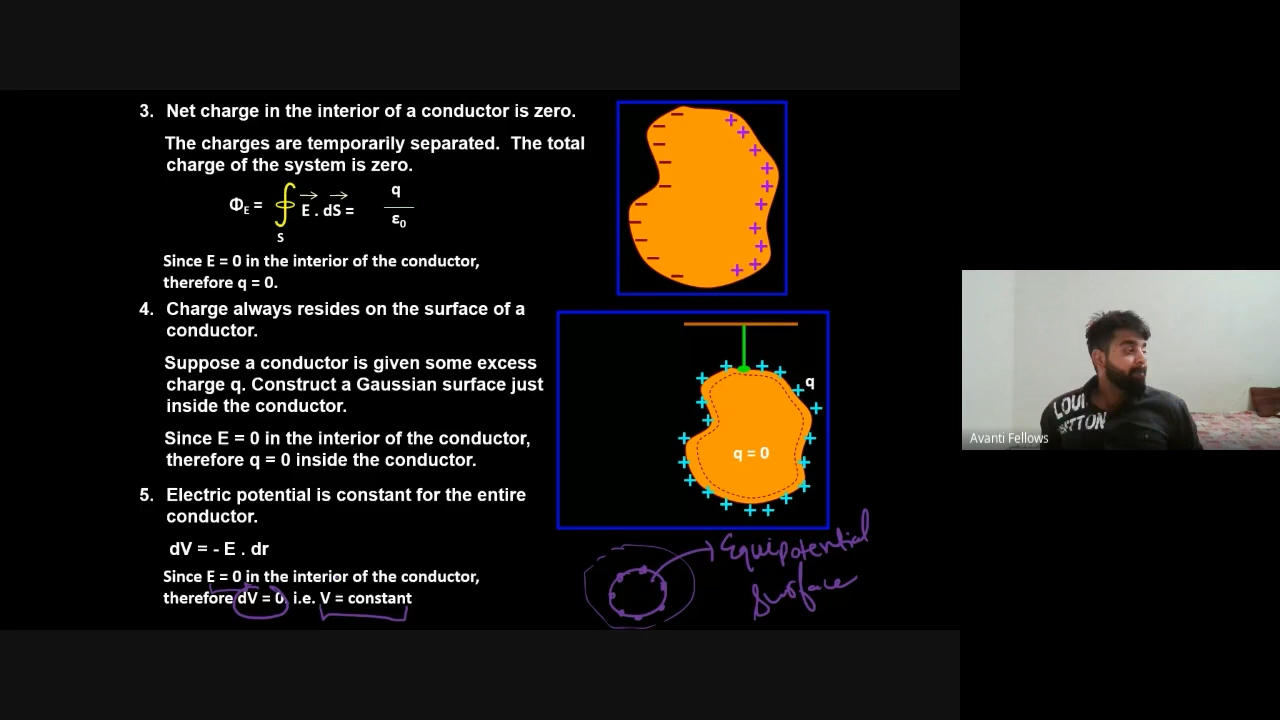 3. Net charge in the interior of a conductor is zero.
The charges are temporarily separated. The total
charge of the system is zero.
ΦE = ∮S E . dS = q / ε0
Since E = 0 in the interior of the conductor,
therefore q = 0.
4. Charge always resides on the surface of a
conductor.
Suppose a conductor is given some excess
charge q. Construct a Gaussian surface just
inside the conductor.
Since E = 0 in the interior of the conductor,
therefore q = 0 inside the conductor.
5. Electric potential is constant for the entire
conductor.
dV = - E . dr
Since E = 0 in the interior of the conductor,
therefore dV = 0, i.e. V = constant
q
q = 0
Equipotential
Surface
LOUI
VUITTON
Avanti Fellows